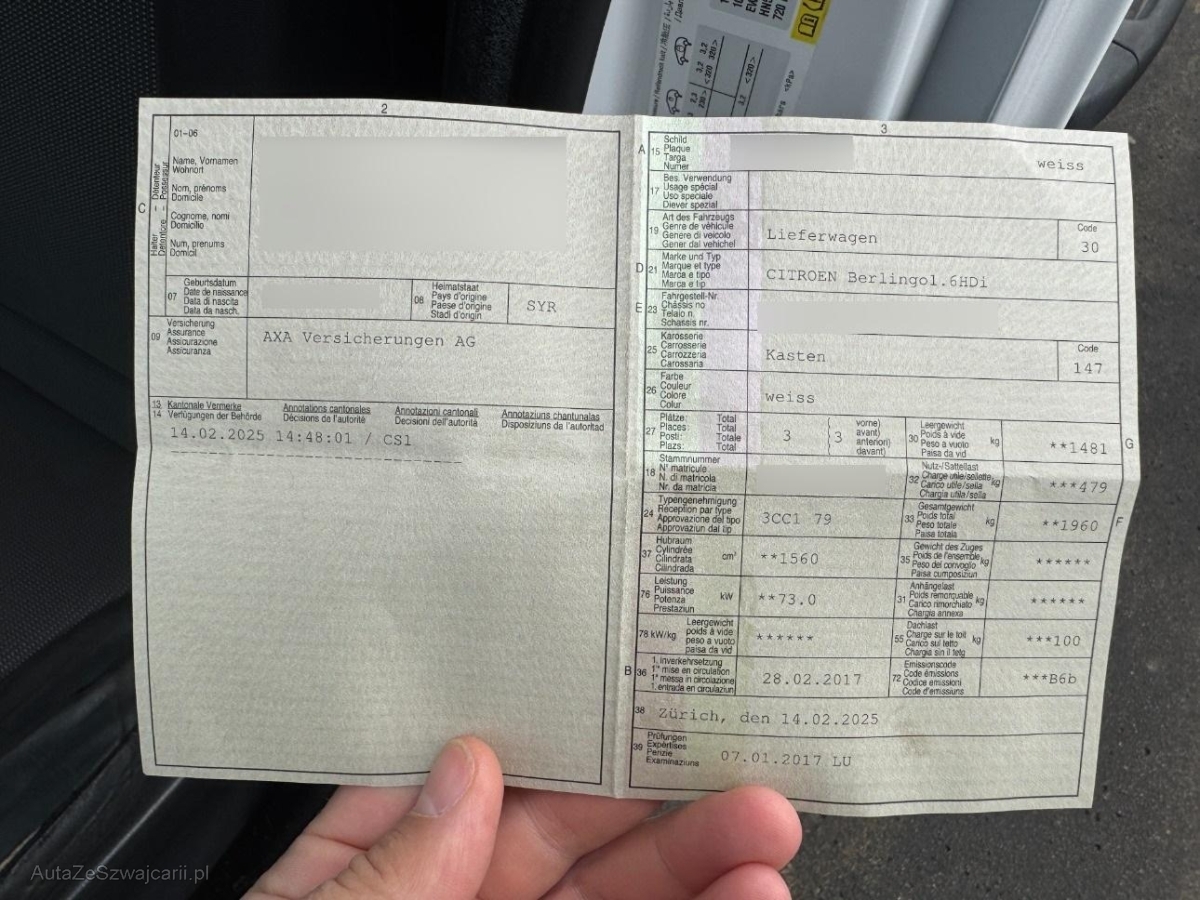 2
01-06
C
Halter – Détenteur
Detentore – Possessur
Name, Vornamen
Wohnort
Nom, prénoms
Domicile
Cognome, nomi
Domicilio
Num, prenums
Domicil
07
Geburtsdatum
Date de naissance
Data di nascita
Data da nasch.
08
Heimatstaat
Pays d'origine
Paese d'origine
Stadi d'origin
SYR
09
Versicherung
Assurance
Assicurazione
Assicuranza
AXA Versicherungen AG
13 Kantonale Vermerke Annotations cantonales Annotazioni cantonali Annotaziuns chantunalas
14 Verfügungen der Behörde Décisions de l'autorité Decisioni dell'autorità Disposiziuns da l'autoritad
14.02.2025 14:48:01 / CS1
3
A 15
Schild
Plaque
Targa
Numer
weiss
17
Bes. Verwendung
Usage spécial
Uso speciale
Diever spezial
19
Art des Fahrzeugs
Genre de véhicule
Genere di veicolo
Gener dal vehichel
Lieferwagen
Code
30
D 21
Marke und Typ
Marque et type
Marca e tipo
Marca e tip
CITROEN Berlingo1.6HDi
E 23
Fahrgestell-Nr.
Châssis no
Telaio n.
Schassis nr.
25
Karosserie
Carrosserie
Carrozzeria
Carossaria
Kasten
Code
147
26
Farbe
Couleur
Colore
Colur
weiss
27
Plätze: Total
Places: Total
Posti: Totale
Plazs: Total
3
3
vorne)
avant)
anteriori)
davant)
30
Leergewicht
Poids à vide
Peso a vuoto
Paisa da vid
kg
**1481
G
18
Stammnummer
N° matricule
N. di matricola
Nr. da matricla
32
Nutz-/Sattellast
Charge utile/sellette
Carico utile/sella
Chargia utila/sella
kg
***479
24
Typengenehmigung
Réception par type
Approvazione del tipo
Approvaziun dal tip
3CC1 79
33
Gesamtgewicht
Poids total
Peso totale
Paisa totala
kg
**1960
F
37
Hubraum
Cylindrée
Cilindrata
Cilindrada
cm³
**1560
35
Gewicht des Zuges
Poids de l'ensemble
Peso del convoglio
Paisa cumposiziun
kg
******
76
Leistung
Puissance
Potenza
Prestaziun
kW
**73.0
31
Anhängelast
Poids remorquable
Carico rimorchiato
Chargia annexa
kg
******
78 kW/kg
Leergewicht
poids à vide
peso a vuoto
paisa da vid
******
55
Dachlast
Charge sur le toit
Carico sul tetto
Chargia sin il tetg
kg
***100
B 36
1. Inverkehrsetzung
1re mise en circulation
1a messa in circolazione
1. entrada en circulaziun
28.02.2017
72
Emissionscode
Code émissions
Codice emissioni
Code d'emissiuns
***B6b
38
Zürich, den 14.02.2025
39
Prüfungen
Expertises
Perizie
Examinaziuns
07.01.2017 LU
AutaZeSzwajcarii.pl